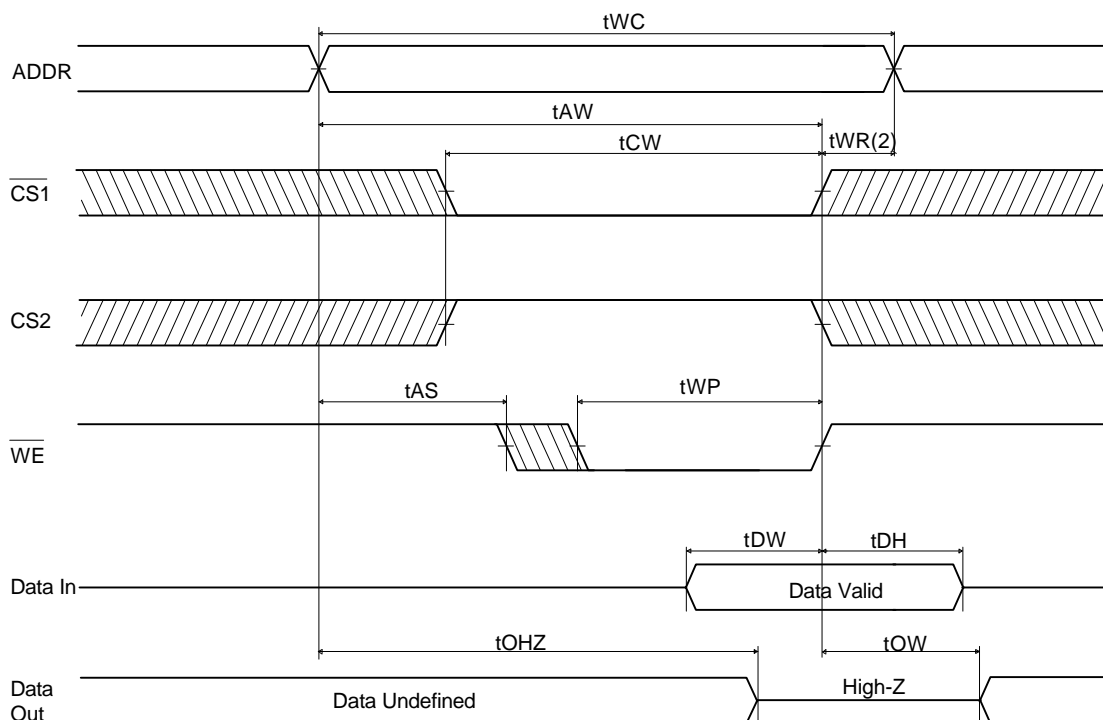 tWC
ADDR
tAW
tCW
tWR(2)
CS1
CS2
tAS
tWP
WE
tDW
tDH
Data In
Data Valid
tOHZ
tOW
Data
Out
Data Undefined
High-Z